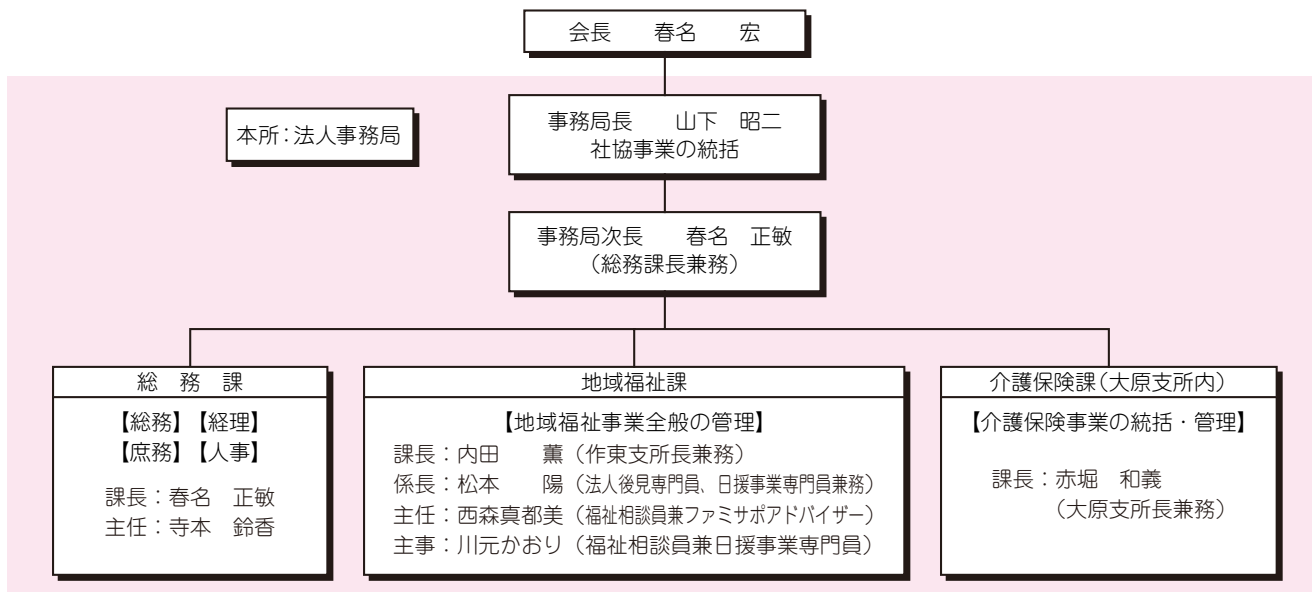 会長　春名　宏
本所：法人事務局
事務局長　山下　昭二
社協事業の統括
事務局次長　春名　正敏
（総務課長兼務）
総　務　課
【総務】【経理】
【庶務】【人事】
課長：春名　正敏
主任：寺本　鈴香
地域福祉課
【地域福祉事業全般の管理】
課長：内田　薫（作東支所長兼務）
係長：松本　陽（法人後見専門員、日援事業専門員兼務）
主任：西森真都美（福祉相談員兼ファミサポアドバイザー）
主事：川元かおり（福祉相談員兼日援事業専門員）
介護保険課（大原支所内）
【介護保険事業の統括・管理】
課長：赤堀　和義
（大原支所長兼務）